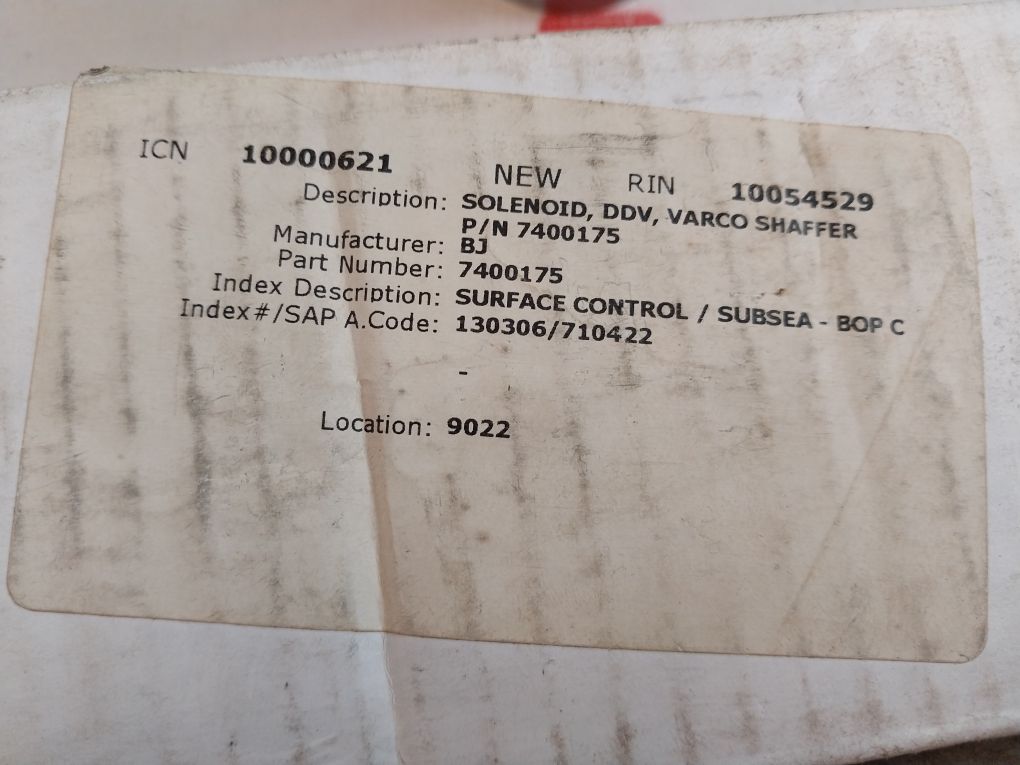 ICN 10000621 NEW RIN 10054529
Description: SOLENOID, DDV, VARCO SHAFFER
P/N 7400175
Manufacturer: BJ
Part Number: 7400175
Index Description: SURFACE CONTROL / SUBSEA - BOP C
Index#/SAP A.Code: 130306/710422
-
Location: 9022